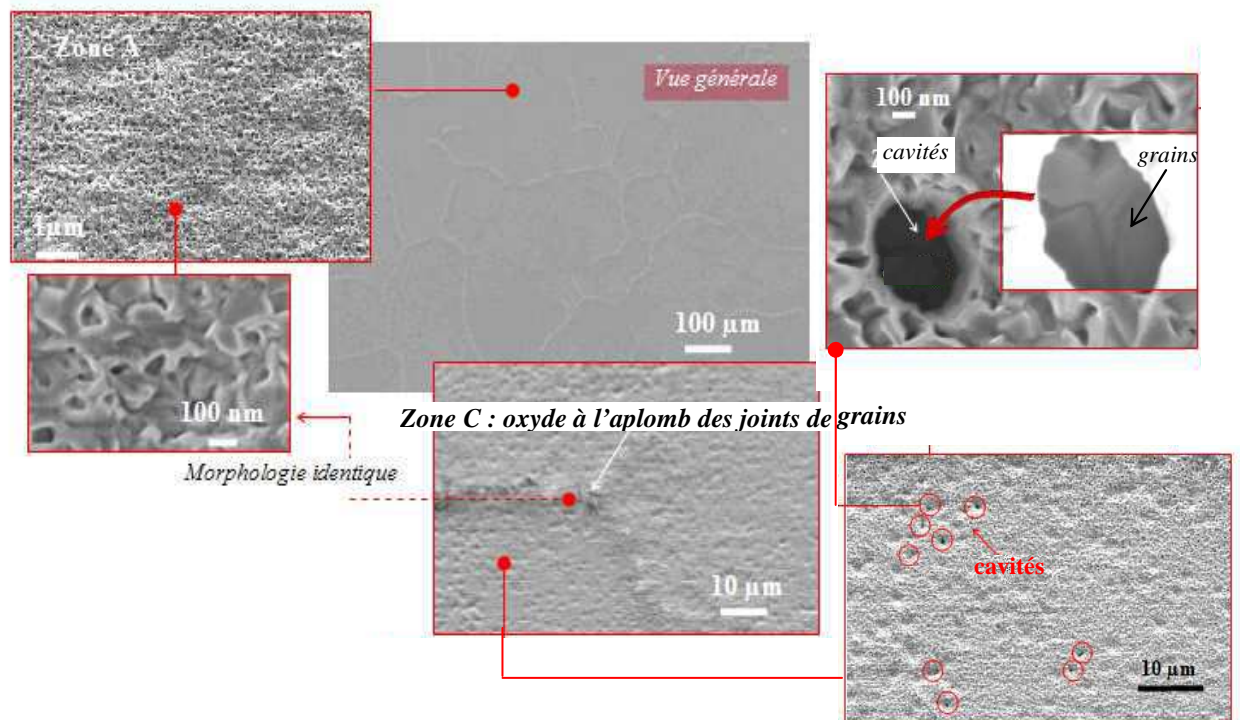 Zone A
1µm
Vue générale
100 µm
100 nm
cavités
grains
100 nm
Morphologie identique
Zone C : oxyde à l'aplomb des joints de grains
10 µm
cavités
10 µm